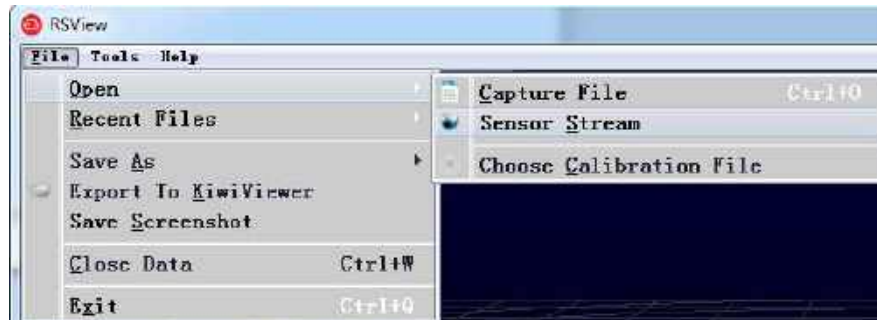 RSView
File Tools Help
Open
Recent Files
Save As
Export To KiwiViewer
Save Screenshot
Close Data Ctrl+W
Exit Ctrl+Q
Capture File Ctrl+O
Sensor Stream
Choose Calibration File